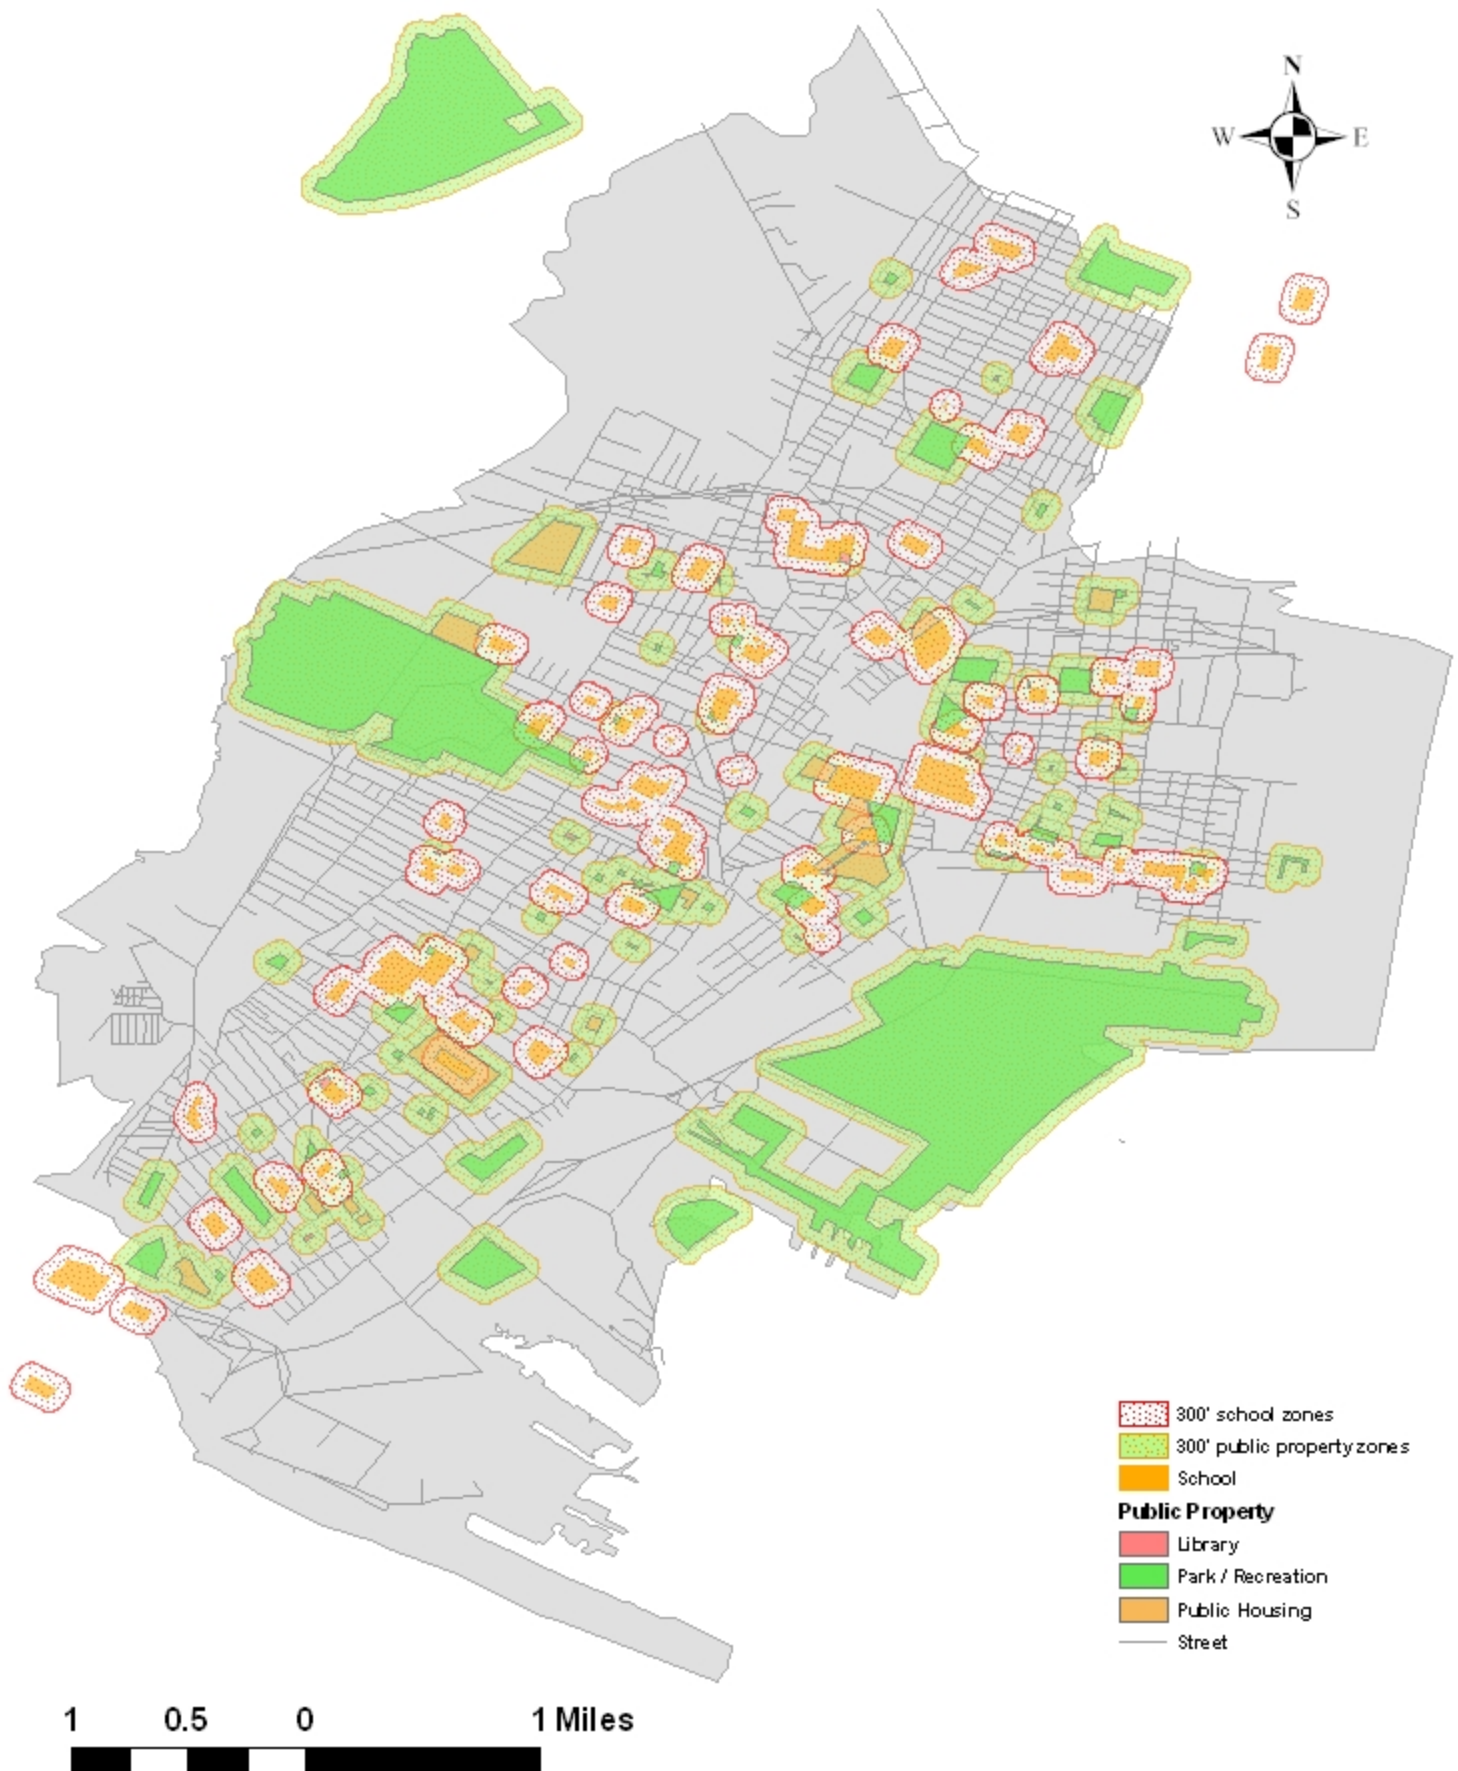 N
W E
S
300' school zones
300' public property zones
School
Public Property
Library
Park / Recreation
Public Housing
Street
1 0.5 0 1 Miles